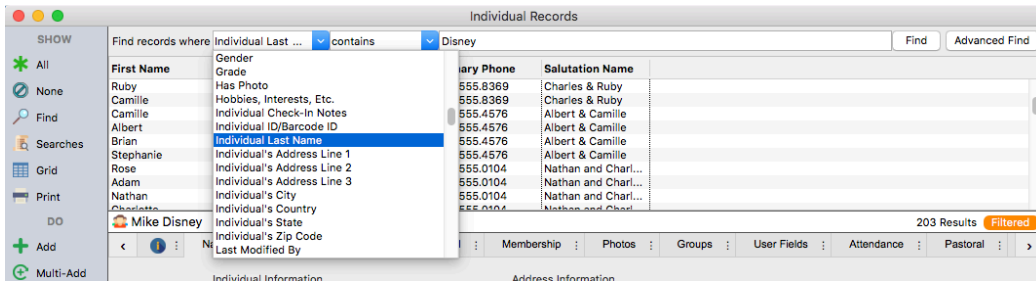 Individual Records
SHOW
All
None
Find
Searches
Grid
Print
DO
Add
Multi-Add
Find records where Individual Last ... contains Disney Find Advanced Find
First Name ary Phone Salutation Name
Ruby 555.8369 Charles & Ruby
Camille 555.8369 Charles & Ruby
Camille 555.4576 Albert & Camille
Albert 555.4576 Albert & Camille
Brian 555.4576 Albert & Camille
Stephanie 555.4576 Albert & Camille
Rose 555.0104 Nathan and Charl...
Adam 555.0104 Nathan and Charl...
Nathan 555.0104 Nathan and Charl...
Charlotte 555.0104 Nathan and Charl...
Gender
Grade
Has Photo
Hobbies, Interests, Etc.
Individual Check-In Notes
Individual ID/Barcode ID
Individual Last Name
Individual's Address Line 1
Individual's Address Line 2
Individual's Address Line 3
Individual's City
Individual's Country
Individual's State
Individual's Zip Code
Last Modified By
Mike Disney 203 Results Filtered
Membership Photos Groups User Fields Attendance Pastoral
Individual Information Address Information